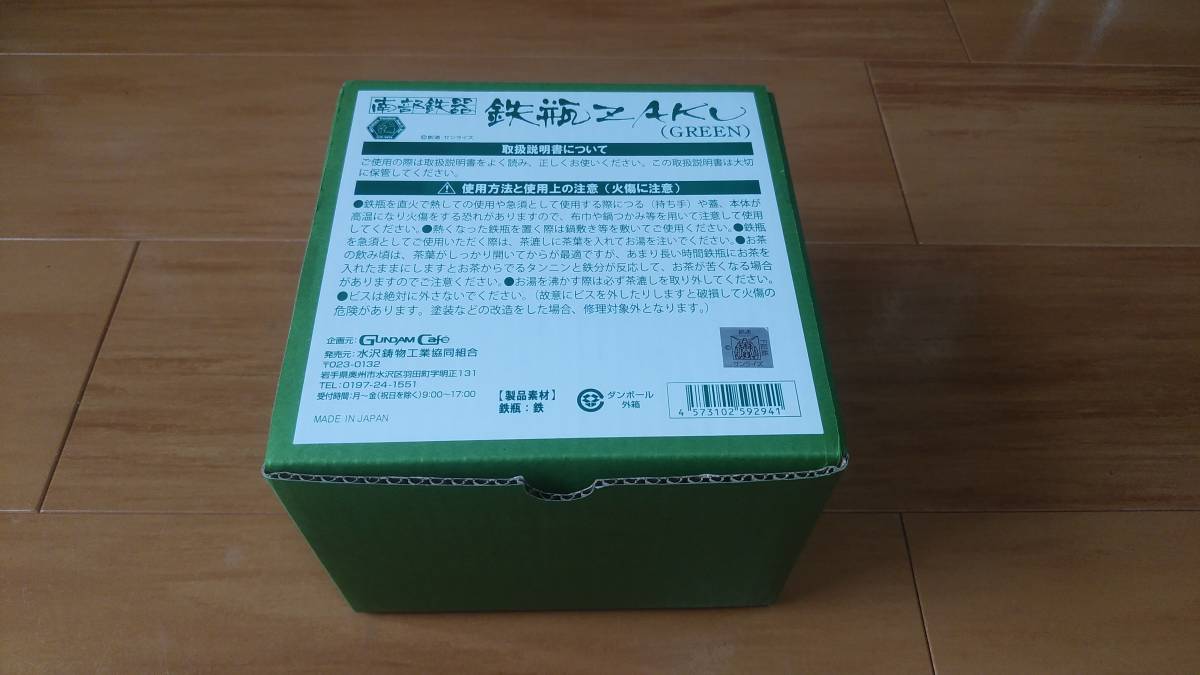 南部鉄器 鉄瓶ZAKU
(GREEN)
©創通 サンライズ
取扱説明書について
ご使用の際は取扱説明書をよく読み、正しくお使いください。この取扱説明書は大切
に保管してください。
使用方法と使用上の注意(火傷に注意)
●鉄瓶を直火で熱しての使用や急須として使用する際につる(持ち手)や蓋、本体が
高温になり火傷をする恐れがありますので、布巾や鍋つかみ等を用いて注意して使用
してください。●熱くなった鉄瓶を置く際は鍋敷き等を敷いてご使用ください。●鉄瓶
を急須としてご使用いただく際は、茶漉しに茶葉を入れてお湯を注いでください。●お茶
の飲み頃は、茶葉がしっかり開いてからが最適ですが、あまり長い時間鉄瓶にお茶を
入れたままにしますとお茶からでるタンニンと鉄分が反応して、お茶が苦くなる場合
がありますのでご注意ください。●お湯を沸かす際は必ず茶漉しを取り外してください。
●ビスは絶対に外さないでください。(故意にビスを外したりしますと破損して火傷の
危険があります。塗装などの改造をした場合、修理対象外となります。)
企画元:GUNDAM Cafe
発売元:水沢鋳物工業協同組合
〒023-0132
岩手県奥州市水沢区羽田町字明正131
TEL:0197-24-1551
受付時間:月〜金(祝日を除く)9:00〜17:00
MADE IN JAPAN
【製品素材】
鉄瓶:鉄
ダンボール
外箱
創通
サンライズ
4 573102 592941